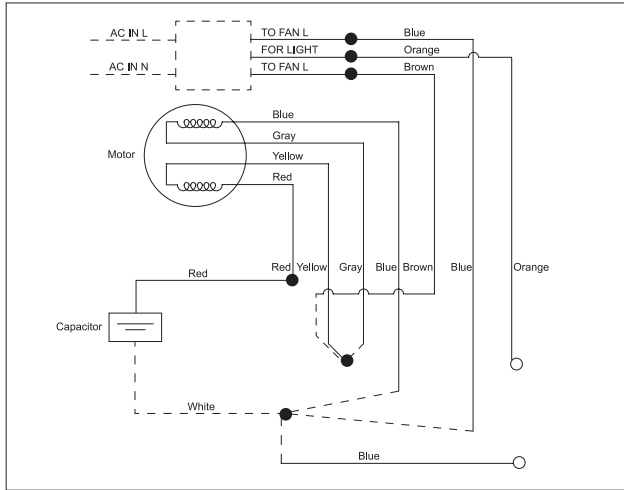 AC IN L
TO FAN L
Blue
FOR LIGHT
Orange
AC IN N
TO FAN L
Brown
Blue
Gray
Motor
Yellow
Red
Red
Red
Yellow
Gray
Blue
Brown
Blue
Orange
Capacitor
White
Blue